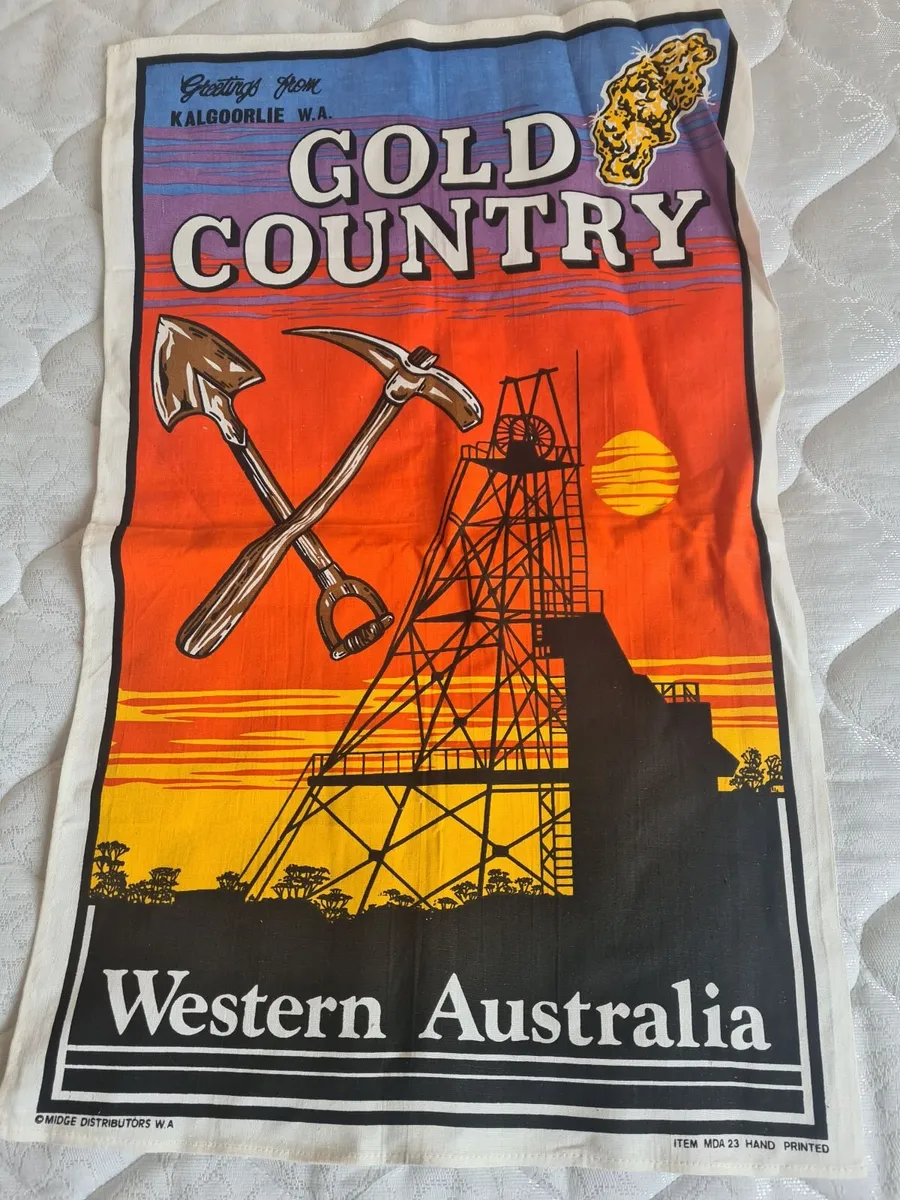 Greetings from
KALGOORLIE W.A.
GOLD
COUNTRY
Western Australia
©MIDGE DISTRIBUTORS W.A
ITEM MDA 23 HAND PRINTED